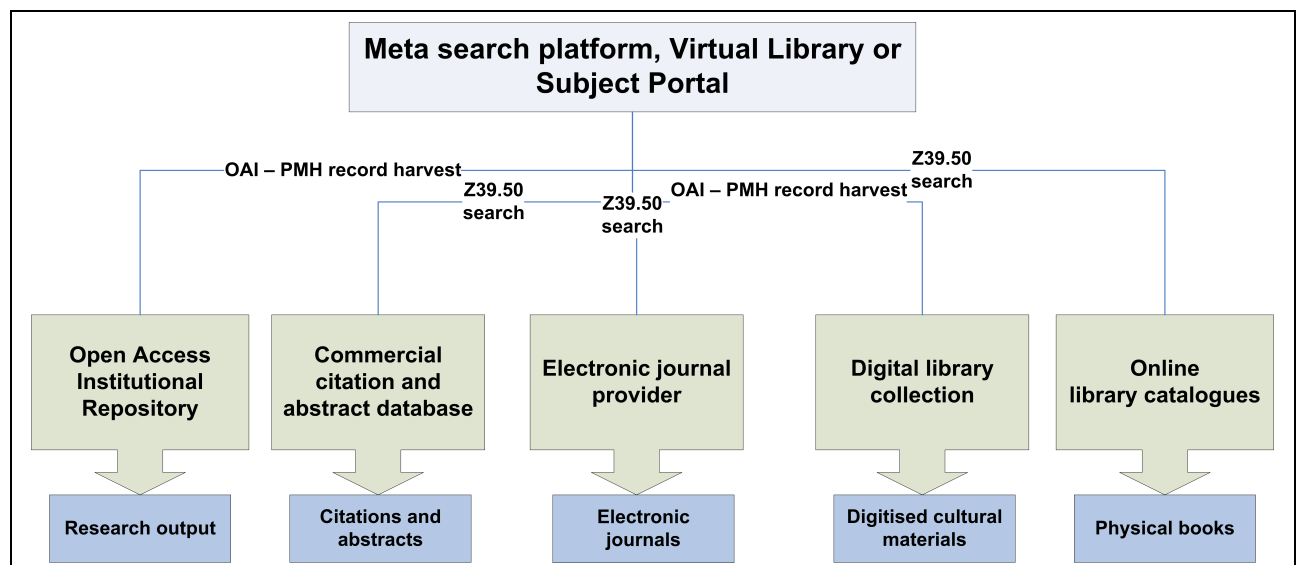 Meta search platform, Virtual Library or
Subject Portal
OAI – PMH record harvest
Z39.50
search
Z39.50
search
OAI – PMH record harvest
Z39.50
search
Open Access
Institutional
Repository
Commercial
citation and
abstract database
Electronic journal
provider
Digital library
collection
Online
library catalogues
Research output
Citations and
abstracts
Electronic
journals
Digitised cultural
materials
Physical books